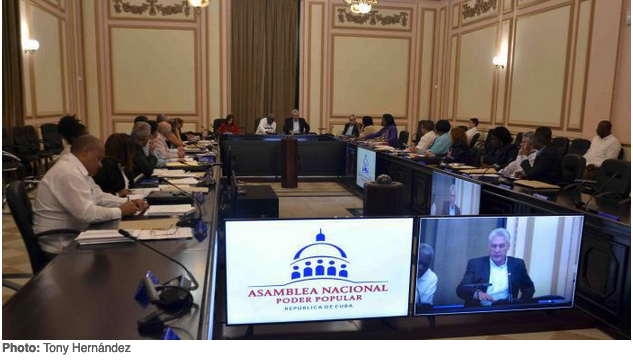 ASAMBLEA NACIONAL
PODER POPULAR
REPÚBLICA DE CUBA
Photo: Tony Hernández